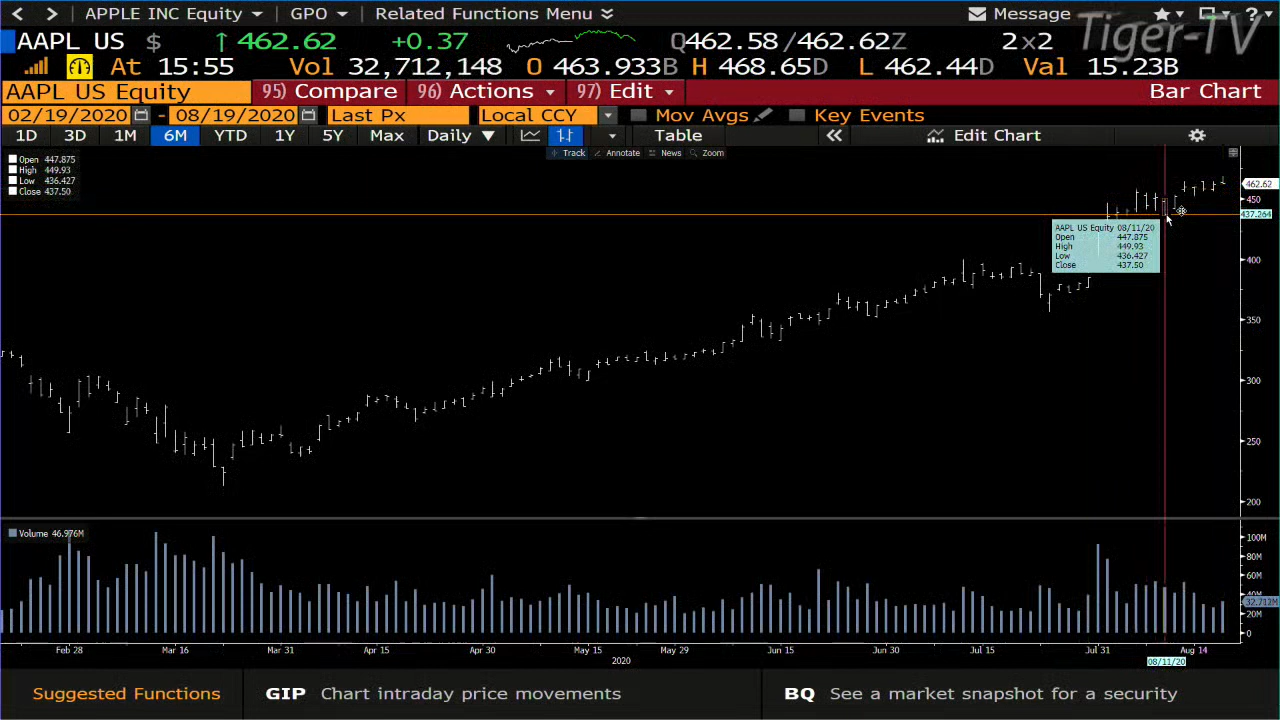 APPLE INC Equity GPO Related Functions Menu Message
Tiger-TV
AAPL US $ ↑ 462.62 +0.37 Q462.58/462.62Z 2x2
At 15:55 Vol 32,712,148 O 463.933B H 468.65D L 462.44D Val 15.23B
AAPL US Equity 95) Compare 96) Actions 97) Edit Bar Chart
02/19/2020 - 08/19/2020 Last Px Local CCY Mov Avgs Key Events
1D 3D 1M 6M YTD 1Y 5Y Max Daily ▼ Table « Edit Chart
Track Annotate News Zoom
Open 447.875
High 449.93
Low 436.427
Close 437.50
462.62
450
437.264
AAPL US Equity 08/11/20
Open 447.875
High 449.93
Low 436.427
Close 437.50
400
350
300
250
200
Volume 46.976M
100M
80M
60M
40M
32.712M
20M
0
Feb 28 Mar 16 Mar 31 Apr 15 Apr 30 May 15 May 29 Jun 15 Jun 30 Jul 15 Jul 31 Aug 14
2020 08/11/20
Suggested Functions GIP Chart intraday price movements BQ See a market snapshot for a security